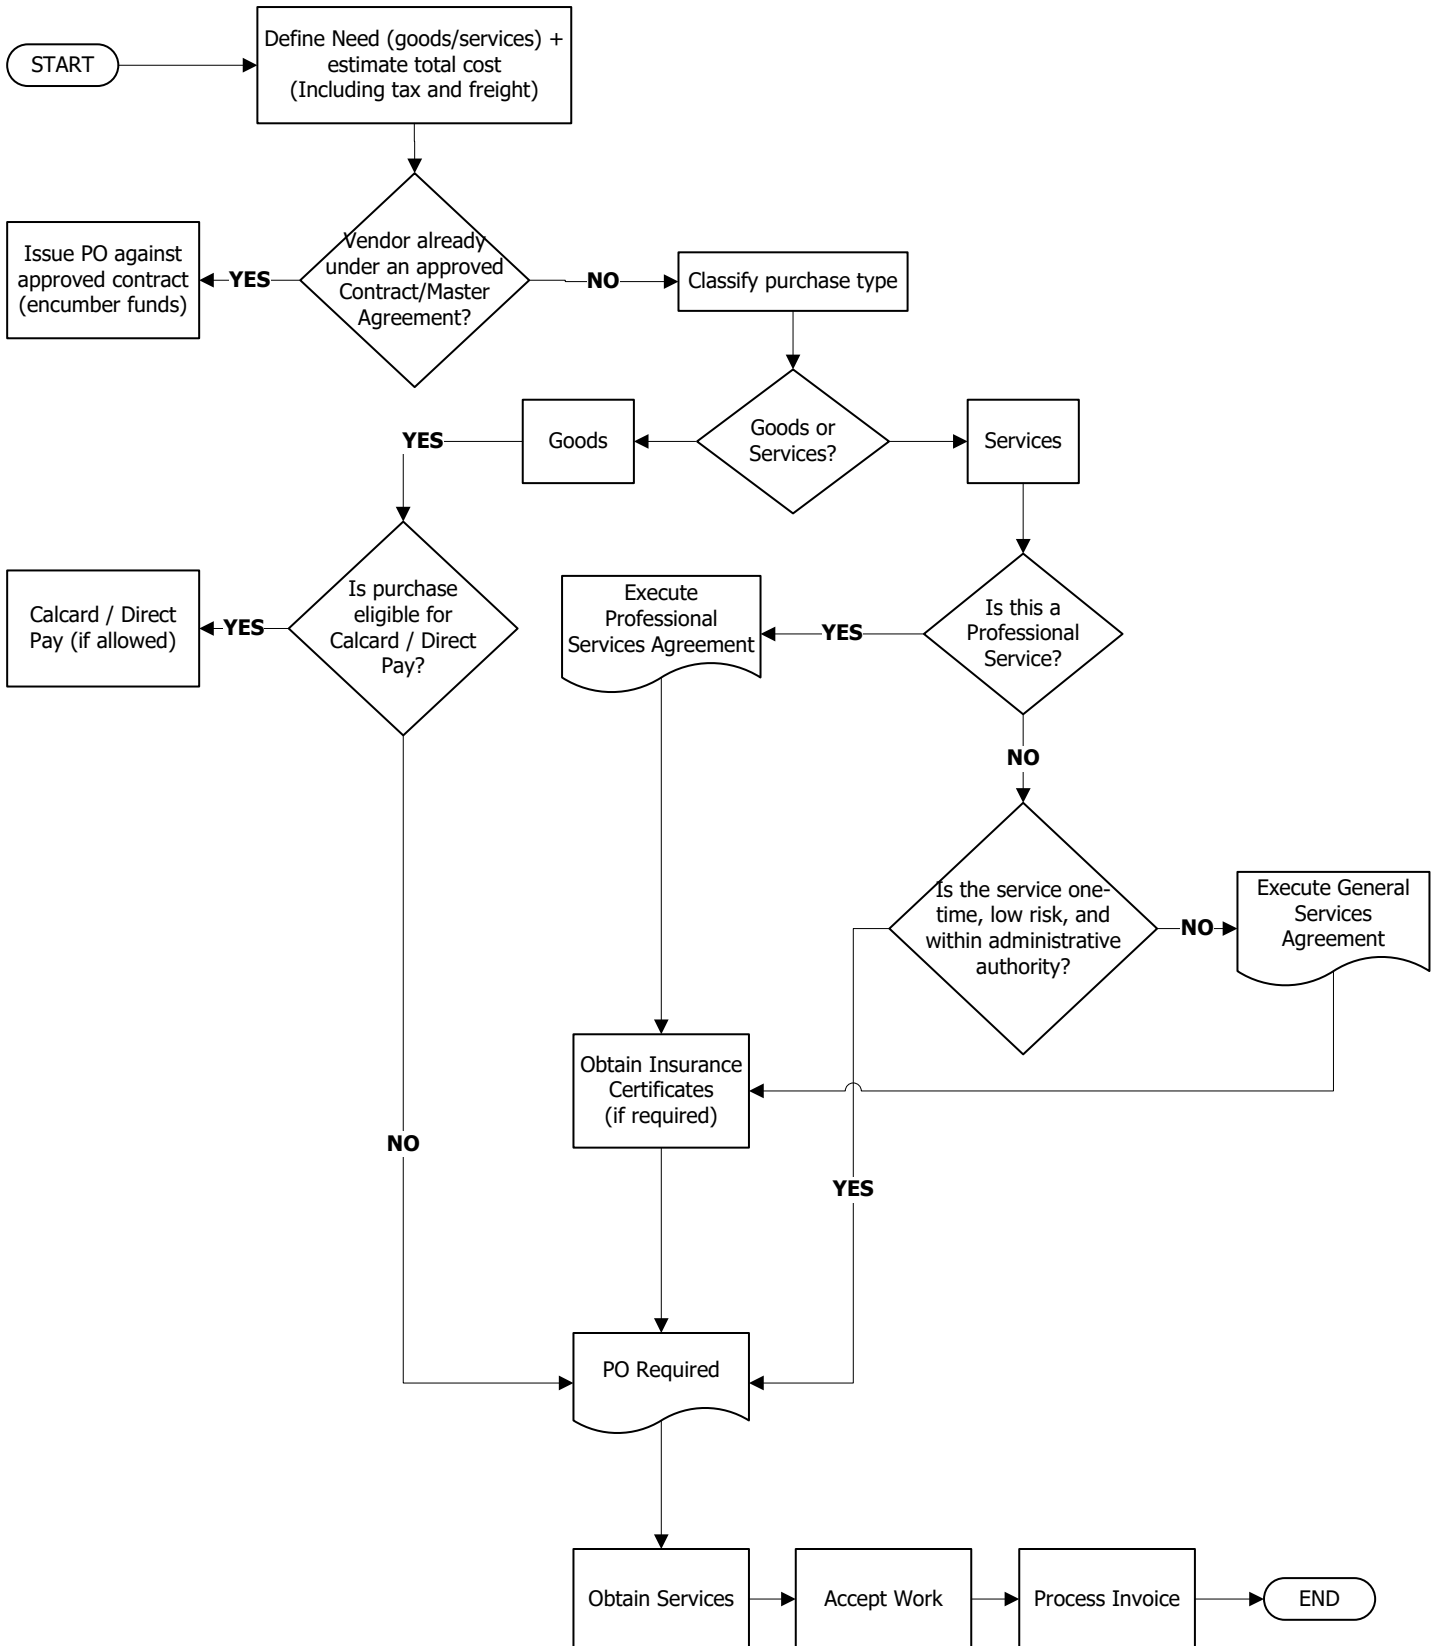 START
Define Need (goods/services) +
estimate total cost
(Including tax and freight)
Issue PO against
approved contract
(encumber funds)
YES
Vendor already
under an approved
Contract/Master
Agreement?
NO
Classify purchase type
YES
Goods
Goods or
Services?
Services
Calcard / Direct
Pay (if allowed)
YES
Is purchase
eligible for
Calcard / Direct
Pay?
Execute
Professional
Services Agreement
YES
Is this a
Professional
Service?
NO
Is the service one-
time, low risk, and
within administrative
authority?
NO
Execute General
Services
Agreement
Obtain Insurance
Certificates
(if required)
NO
YES
PO Required
Obtain Services
Accept Work
Process Invoice
END